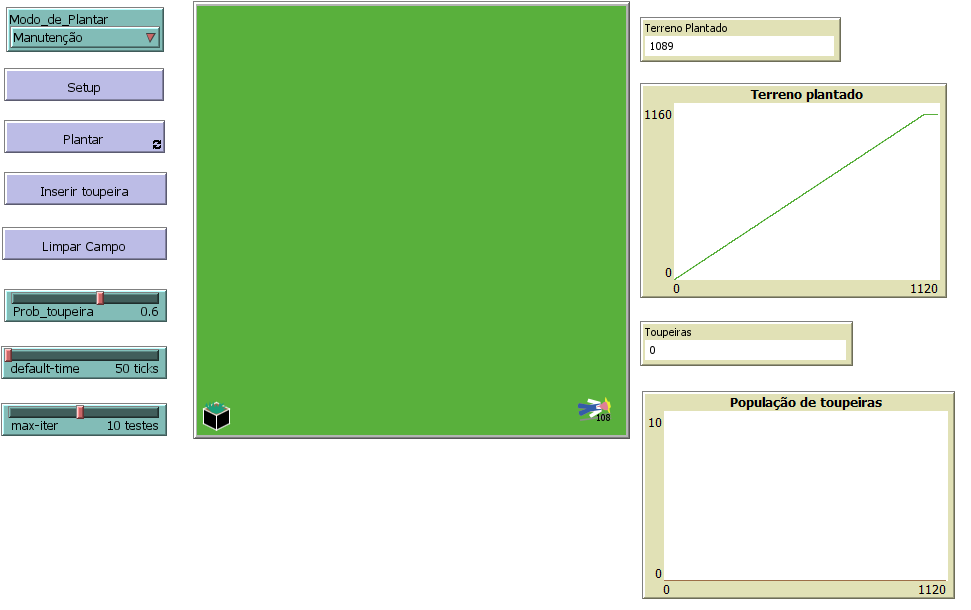 Modo_de_Plantar
Manutenção
Setup
Plantar
Inserir toupeira
Limpar Campo
Prob_toupeira 0.6
default-time 50 ticks
max-iter 10 testes
108
Terreno Plantado
1089
Terreno plantado
1160
0
0 1120
Toupeiras
0
População de toupeiras
10
0
0 1120